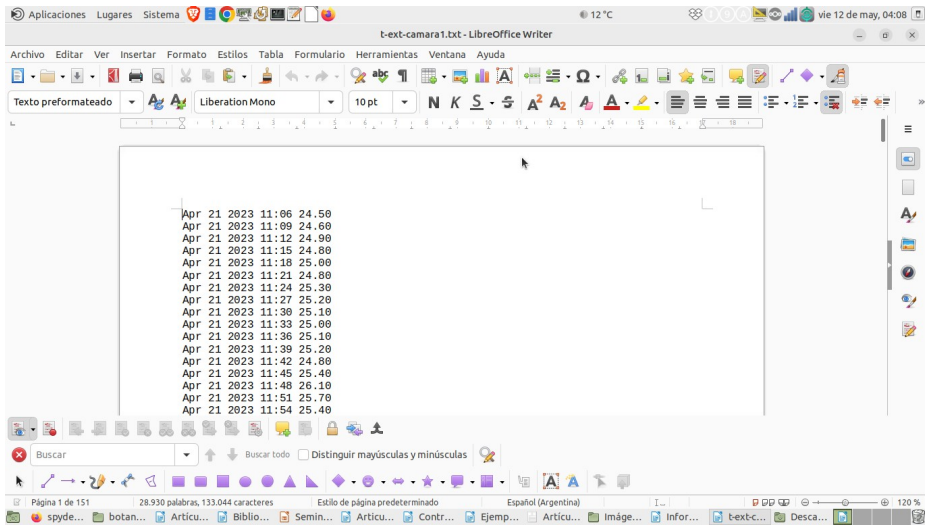 Aplicaciones Lugares Sistema 12 °C vie 12 de may, 04:08
t-ext-camara1.txt - LibreOffice Writer
Archivo Editar Ver Insertar Formato Estilos Tabla Formulario Herramientas Ventana Ayuda
Texto preformateado Liberation Mono 10 pt N K S S A² A₂ A
Apr 21 2023 11:06 24.50
Apr 21 2023 11:09 24.60
Apr 21 2023 11:12 24.90
Apr 21 2023 11:15 24.80
Apr 21 2023 11:18 25.00
Apr 21 2023 11:21 24.80
Apr 21 2023 11:24 25.30
Apr 21 2023 11:27 25.20
Apr 21 2023 11:30 25.10
Apr 21 2023 11:33 25.00
Apr 21 2023 11:36 25.10
Apr 21 2023 11:39 25.20
Apr 21 2023 11:42 24.80
Apr 21 2023 11:45 25.40
Apr 21 2023 11:48 26.10
Apr 21 2023 11:51 25.70
Apr 21 2023 11:54 25.40
Buscar Buscar todo Distinguir mayúsculas y minúsculas
Página 1 de 151 28.930 palabras, 133.044 caracteres Estilo de página predeterminado Español (Argentina) 120 %
spyde... botan... Artícu... Biblio... Semin... Artícu... Contr... Ejemp... Artícu... Imáge... Infor... t-ext-c... Desca...